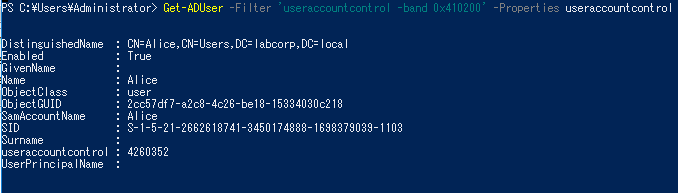 PS C:¥Users¥Administrator> Get-ADUser -Filter 'useraccountcontrol -band 0x410200' -Properties useraccountcontrol
DistinguishedName : CN=Alice,CN=Users,DC=labcorp,DC=local
Enabled : True
GivenName :
Name : Alice
ObjectClass : user
ObjectGUID : 2cc57df7-a2c8-4c26-be18-15334030c218
SamAccountName : Alice
SID : S-1-5-21-2662618741-3450174888-1698379039-1103
Surname :
useraccountcontrol : 4260352
UserPrincipalName :